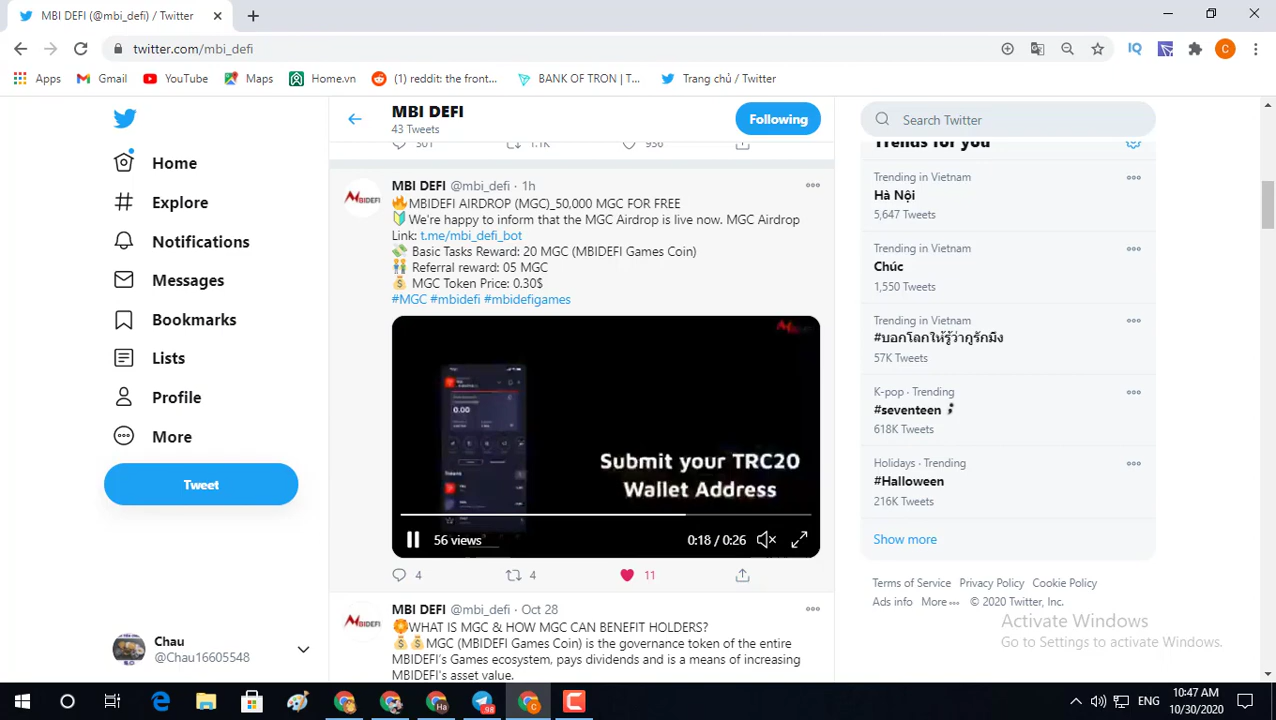 MBI DEFI (@mbi_defi) / Twitter
twitter.com/mbi_defi
Apps
Gmail
YouTube
Maps
Home.vn
(1) reddit: the front...
BANK OF TRON | T...
Trang chủ / Twitter
Home
Explore
Notifications
Messages
Bookmarks
Lists
Profile
More
Tweet
Chau
@Chau16605548
MBI DEFI
43 Tweets
Following
301 1.1K 956
MBI DEFI @mbi_defi · 1h
MBIDEFI AIRDROP (MGC)_50,000 MGC FOR FREE
We're happy to inform that the MGC Airdrop is live now. MGC Airdrop
Link: t.me/mbi_defi_bot
Basic Tasks Reward: 20 MGC (MBIDEFI Games Coin)
Referral reward: 05 MGC
MGC Token Price: 0.30$
#MGC #mbidefi #mbidefigames
0.00
Submit your TRC20
Wallet Address
56 views
0:18 / 0:26
4 4 11
MBI DEFI @mbi_defi · Oct 28
WHAT IS MGC & HOW MGC CAN BENEFIT HOLDERS?
MGC (MBIDEFI Games Coin) is the governance token of the entire
MBIDEFI's Games ecosystem, pays dividends and is a means of increasing
MBIDEFI's asset value.
Search Twitter
Trends for you
Trending in Vietnam
Hà Nội
5,647 Tweets
Trending in Vietnam
Chúc
1,550 Tweets
Trending in Vietnam
#บอกโลกให้รู้ว่ากูรักมึง
57K Tweets
K-pop · Trending
#seventeen
618K Tweets
Holidays · Trending
#Halloween
216K Tweets
Show more
Terms of Service Privacy Policy Cookie Policy
Ads info More © 2020 Twitter, Inc.
Activate Windows
Go to Settings to activate Windows.
98
ENG
10:47 AM
10/30/2020